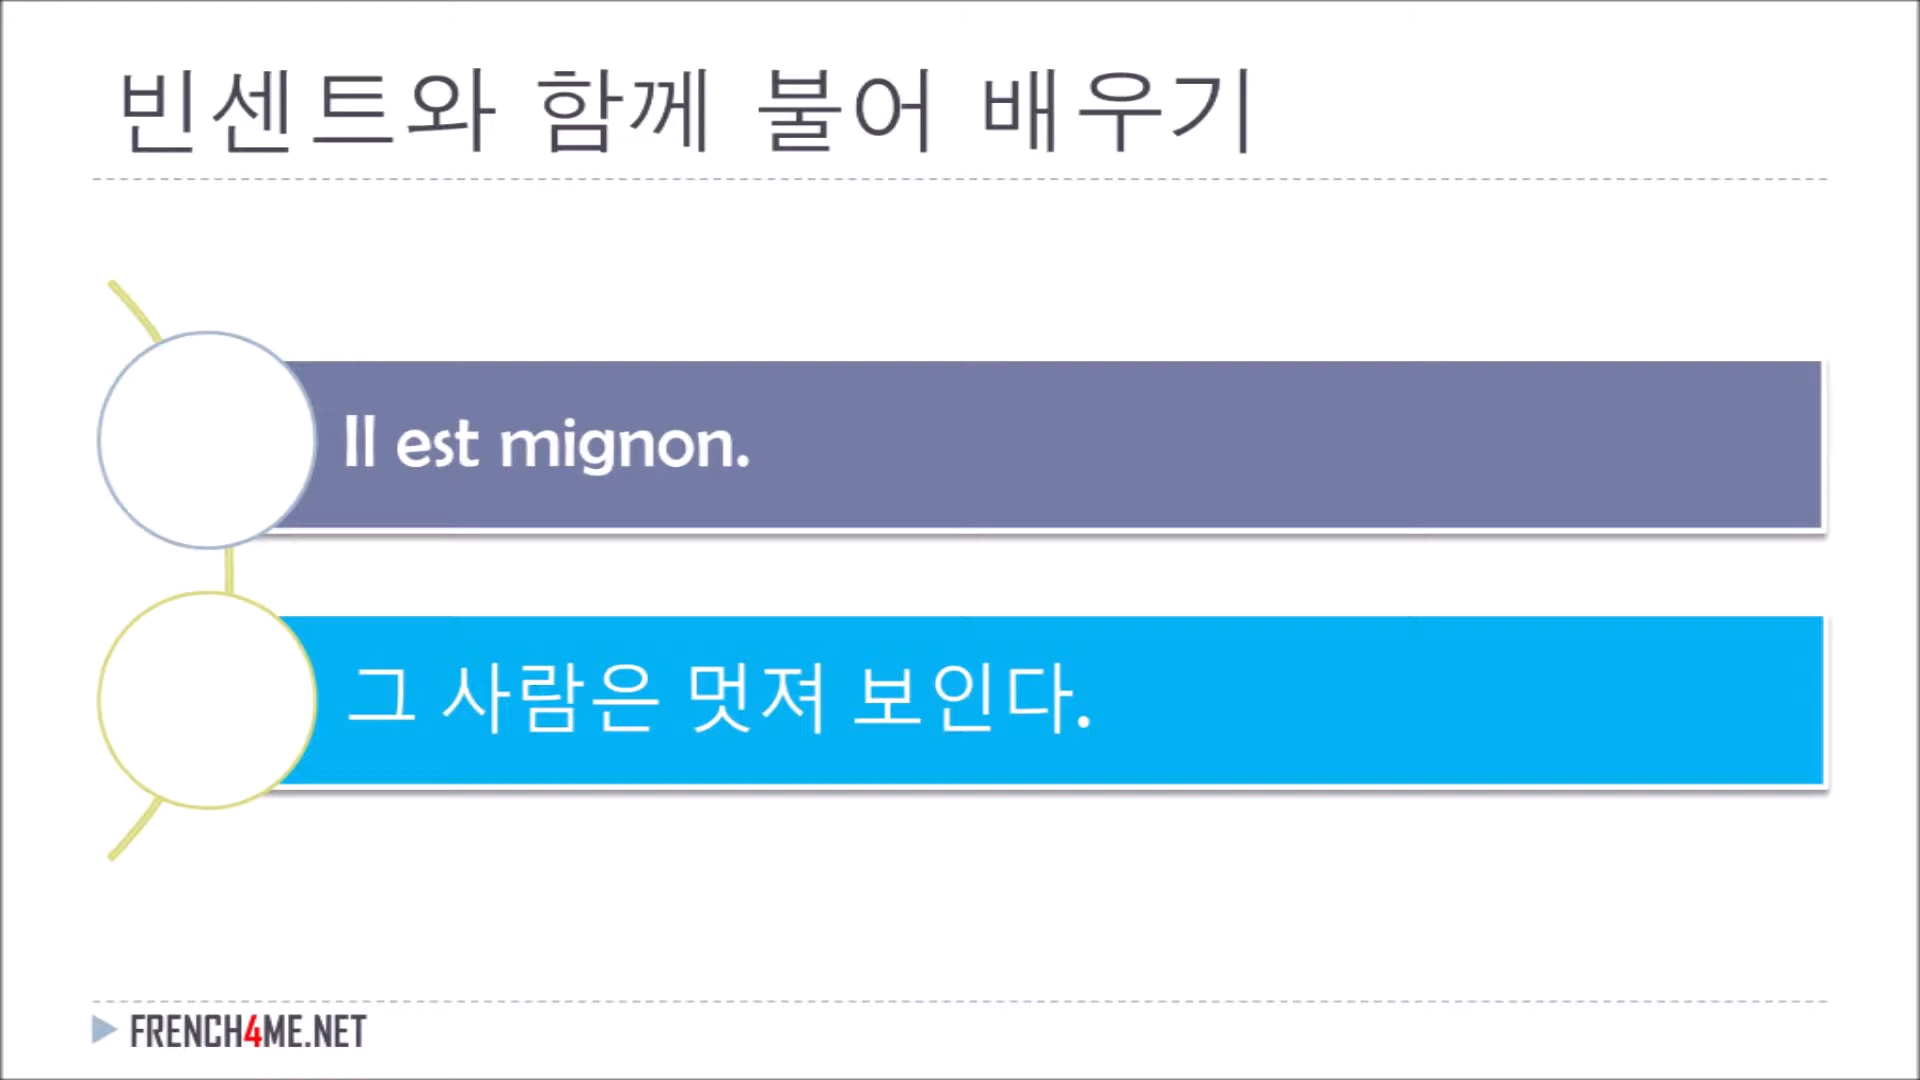 빈센트와 함께 불어 배우기
Il est mignon.
그 사람은 멋져 보인다.
FRENCH4ME.NET